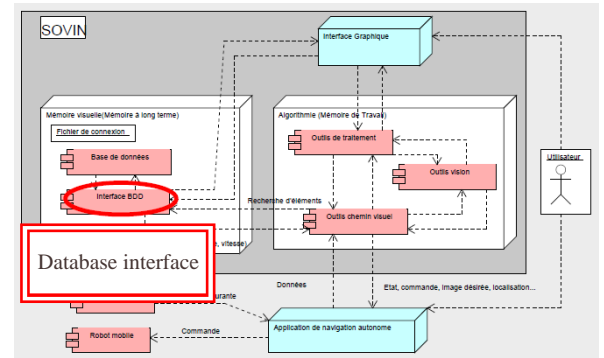 SOVIN
Interface Graphique
Mémoire visuelle(Mémoire à long terme)
Fichier de connexion
Base de données
Interface BDD
Algorithmie (Mémoire de Travail)
Outils de traitement
Outils vision
Utilisateur
Recherche d'éléments
Outils chemin visuel
vitesse)
Database interface
Données
Etat, commande, Image désirée, localisation...
Robot mobile
Commande
Application de navigation autonome